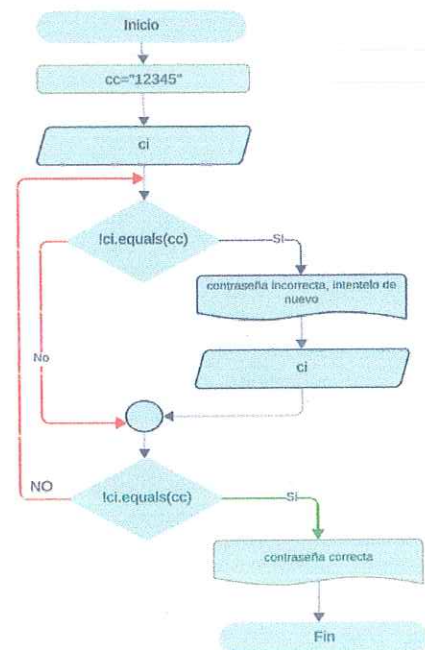 Inicio
cc="12345"
ci
!ci.equals(cc)
Si
contraseña incorrecta, intentelo de
nuevo
No
ci
NO
!ci.equals(cc)
Si
contraseña correcta
Fin